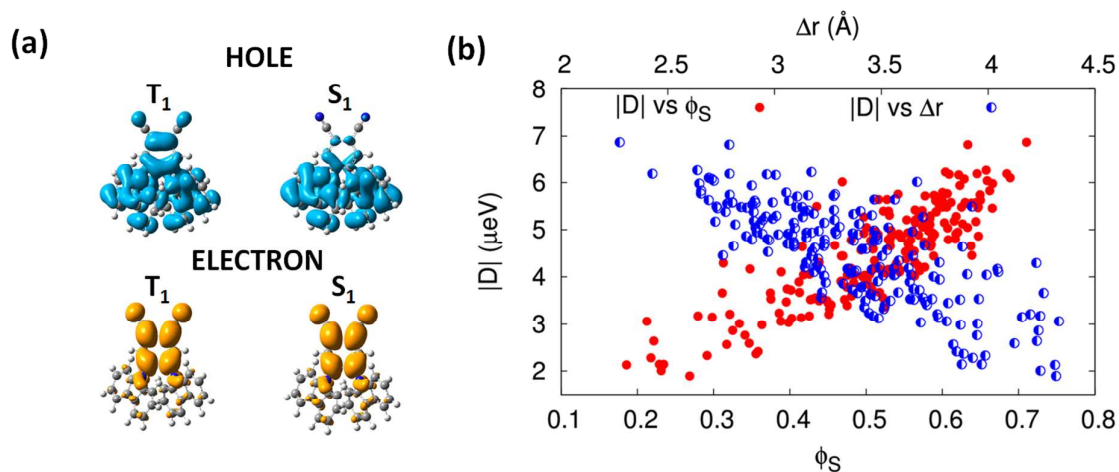 (a)
HOLE
T1
S1
ELECTRON
T1
S1
(b)
Δr (Å)
2 2.5 3 3.5 4 4.5
|D| vs ϕS
|D| vs Δr
|D| (μeV)
8
7
6
5
4
3
2
0.1 0.2 0.3 0.4 0.5 0.6 0.7 0.8
ϕS